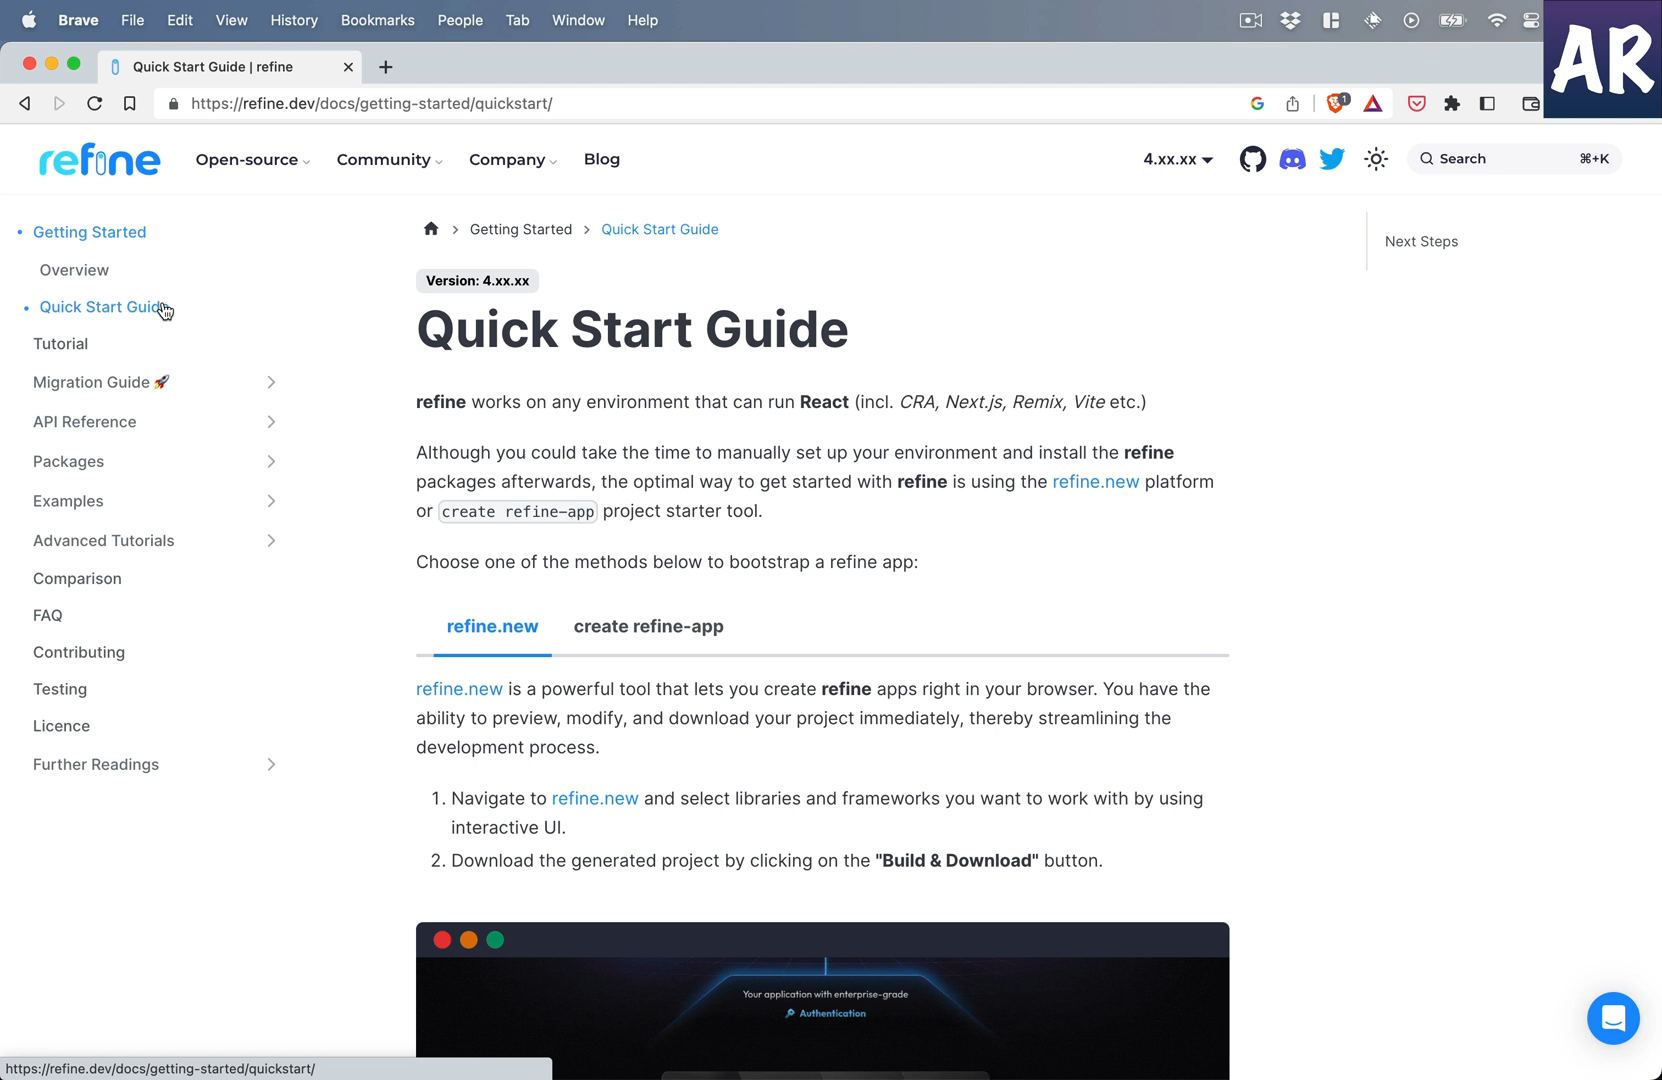 Brave File Edit View History Bookmarks People Tab Window Help
AR
Quick Start Guide | refine
https://refine.dev/docs/getting-started/quickstart/
1
refine Open-source Community Company Blog 4.xx.xx Search ⌘+K
Getting Started
Overview
Quick Start Guid
Tutorial
Migration Guide 🚀
API Reference
Packages
Examples
Advanced Tutorials
Comparison
FAQ
Contributing
Testing
Licence
Further Readings
Getting Started > Quick Start Guide
Version: 4.xx.xx
Quick Start Guide
refine works on any environment that can run React (incl. CRA, Next.js, Remix, Vite etc.)
Although you could take the time to manually set up your environment and install the refine
packages afterwards, the optimal way to get started with refine is using the refine.new platform
or create refine-app project starter tool.
Choose one of the methods below to bootstrap a refine app:
refine.new create refine-app
refine.new is a powerful tool that lets you create refine apps right in your browser. You have the
ability to preview, modify, and download your project immediately, thereby streamlining the
development process.
1. Navigate to refine.new and select libraries and frameworks you want to work with by using
interactive UI.
2. Download the generated project by clicking on the "Build & Download" button.
Your application with enterprise-grade
🔑 Authentication
Next Steps
https://refine.dev/docs/getting-started/quickstart/